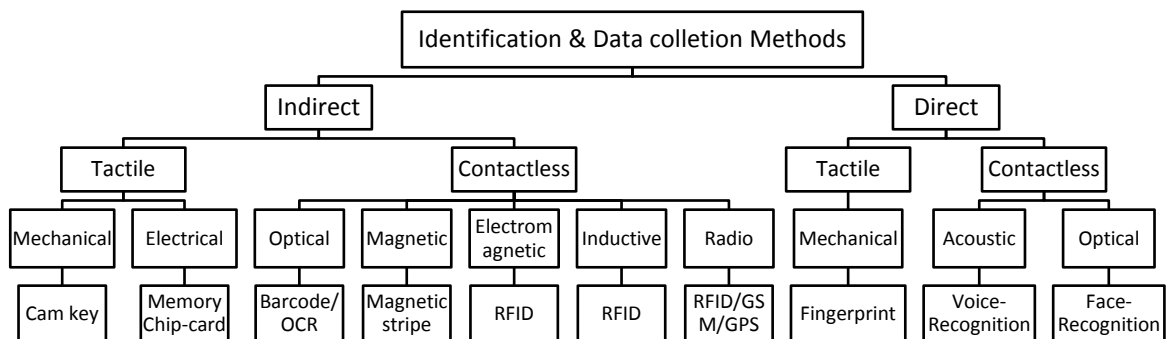 Identification & Data colletion Methods
Indirect
Direct
Tactile
Contactless
Tactile
Contactless
Mechanical
Electrical
Optical
Magnetic
Electrom
agnetic
Inductive
Radio
Mechanical
Acoustic
Optical
Cam key
Memory
Chip-card
Barcode/
OCR
Magnetic
stripe
RFID
RFID
RFID/GS
M/GPS
Fingerprint
Voice-
Recognition
Face-
Recognition